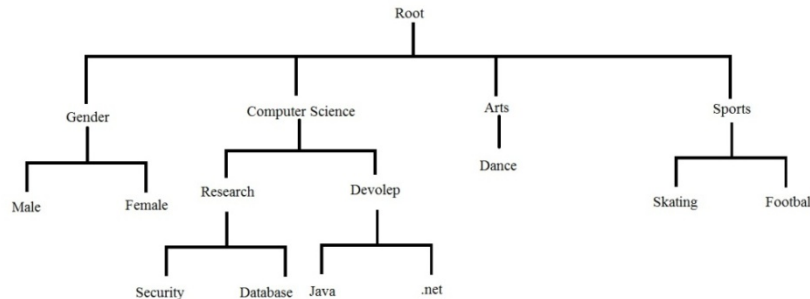 Root
Gender
Computer Science
Arts
Sports
Male
Female
Research
Devolep
Dance
Skating
Footbal
Security
Database
Java
.net